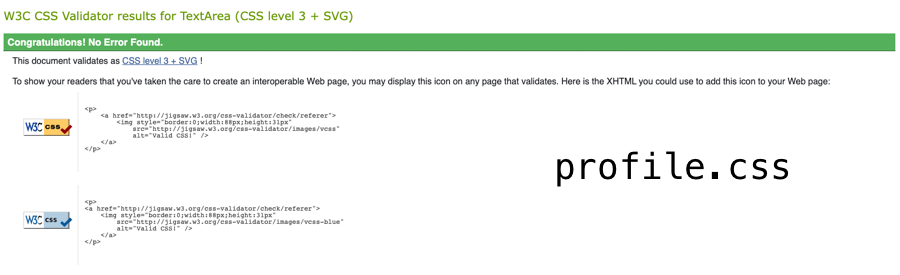 W3C CSS Validator results for TextArea (CSS level 3 + SVG)
Congratulations! No Error Found.
This document validates as CSS level 3 + SVG !
To show your readers that you've taken the care to create an interoperable Web page, you may display this icon on any page that validates. Here is the XHTML you could use to add this icon to your Web page:
W3C css
<p>
<a href="http://jigsaw.w3.org/css-validator/check/referer">
<img style="border:0;width:88px;height:31px"
src="http://jigsaw.w3.org/css-validator/images/vcss"
alt="Valid CSS!" />
</a>
</p>
profile.css
W3C css
<p>
<a href="http://jigsaw.w3.org/css-validator/check/referer">
<img style="border:0;width:88px;height:31px"
src="http://jigsaw.w3.org/css-validator/images/vcss-blue"
alt="Valid CSS!" />
</a>
</p>